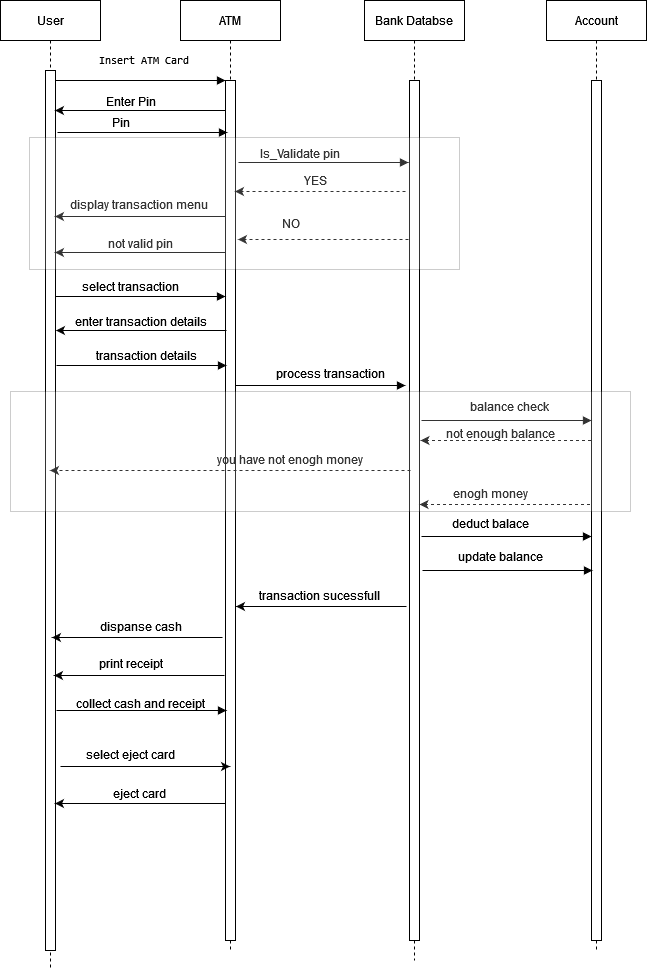 User
ATM
Bank Databse
Account
Insert ATM Card
Enter Pin
Pin
Is_Validate pin
YES
display transaction menu
NO
not valid pin
select transaction
enter transaction details
transaction details
process transaction
balance check
not enough balance
you have not enogh money
enogh money
deduct balace
update balance
transaction sucessfull
dispanse cash
print receipt
collect cash and receipt
select eject card
eject card